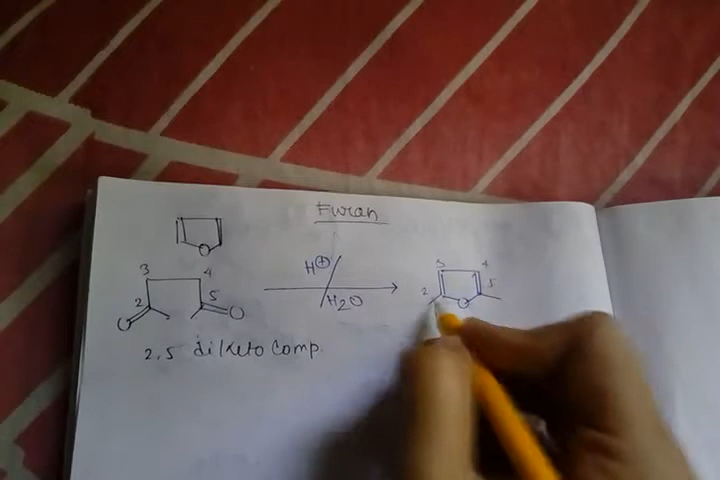 Furan
O
3 4
2 5
O O
H⊕
H2O
3 4
2 5
O
2,5 diketo comp.